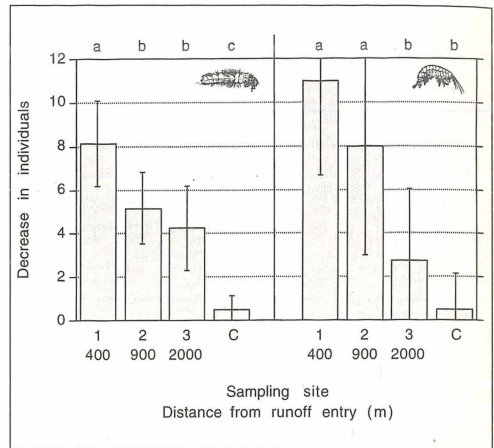 a b b c a a b b
12
10
8
6
4
2
0
Decrease in individuals
1 2 3 C 1 2 3 C
400 900 2000 400 900 2000
Sampling site
Distance from runoff entry (m)